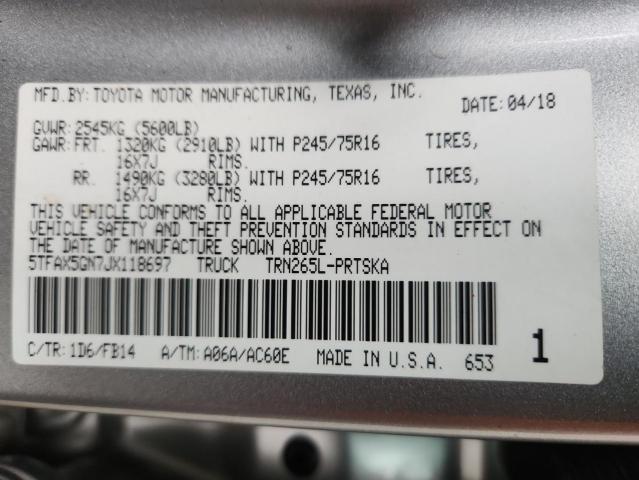 MFD.BY: TOYOTA MOTOR MANUFACTURING, TEXAS, INC. DATE: 04/18
GVWR: 2545KG (5600LB)
GAWR: FRT. 1320KG (2910LB) WITH P245/75R16 TIRES,
16X7J RIMS.
RR. 1490KG (3280LB) WITH P245/75R16 TIRES,
16X7J RIMS.
THIS VEHICLE CONFORMS TO ALL APPLICABLE FEDERAL MOTOR
VEHICLE SAFETY AND THEFT PREVENTION STANDARDS IN EFFECT ON
THE DATE OF MANUFACTURE SHOWN ABOVE.
5TFAX5GN7JX118697 TRUCK TRN265L-PRTSKA
C/TR: 1D6/FB14 A/TM: A06A/AC60E MADE IN U.S.A. 653 1